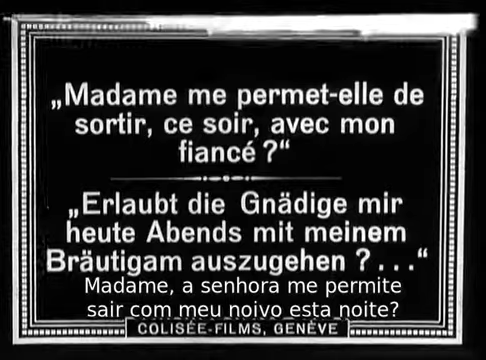 „Madame me permet-elle de
sortir, ce soir, avec mon
fiancé ?“
„Erlaubt die Gnädige mir
heute Abends mit meinem
Bräutigam auszugehen ?...“
Madame, a senhora me permite
sair com meu noivo esta noite?
COLISÉE-FILMS, GENÈVE